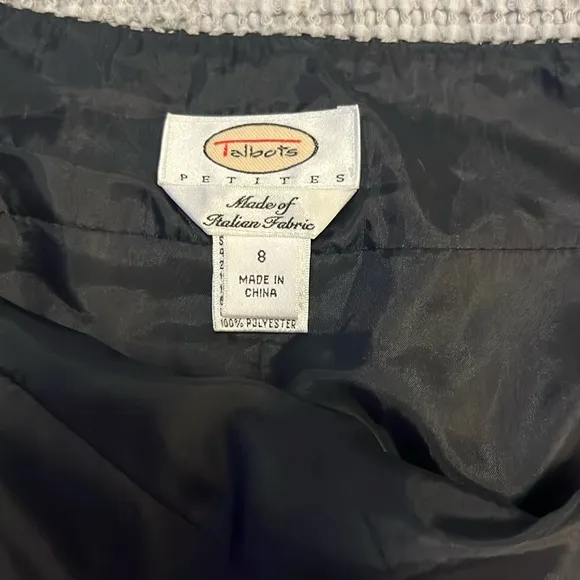 Talbots
PETITES
Made of
Italian Fabric
8
MADE IN
CHINA
100% POLYESTER